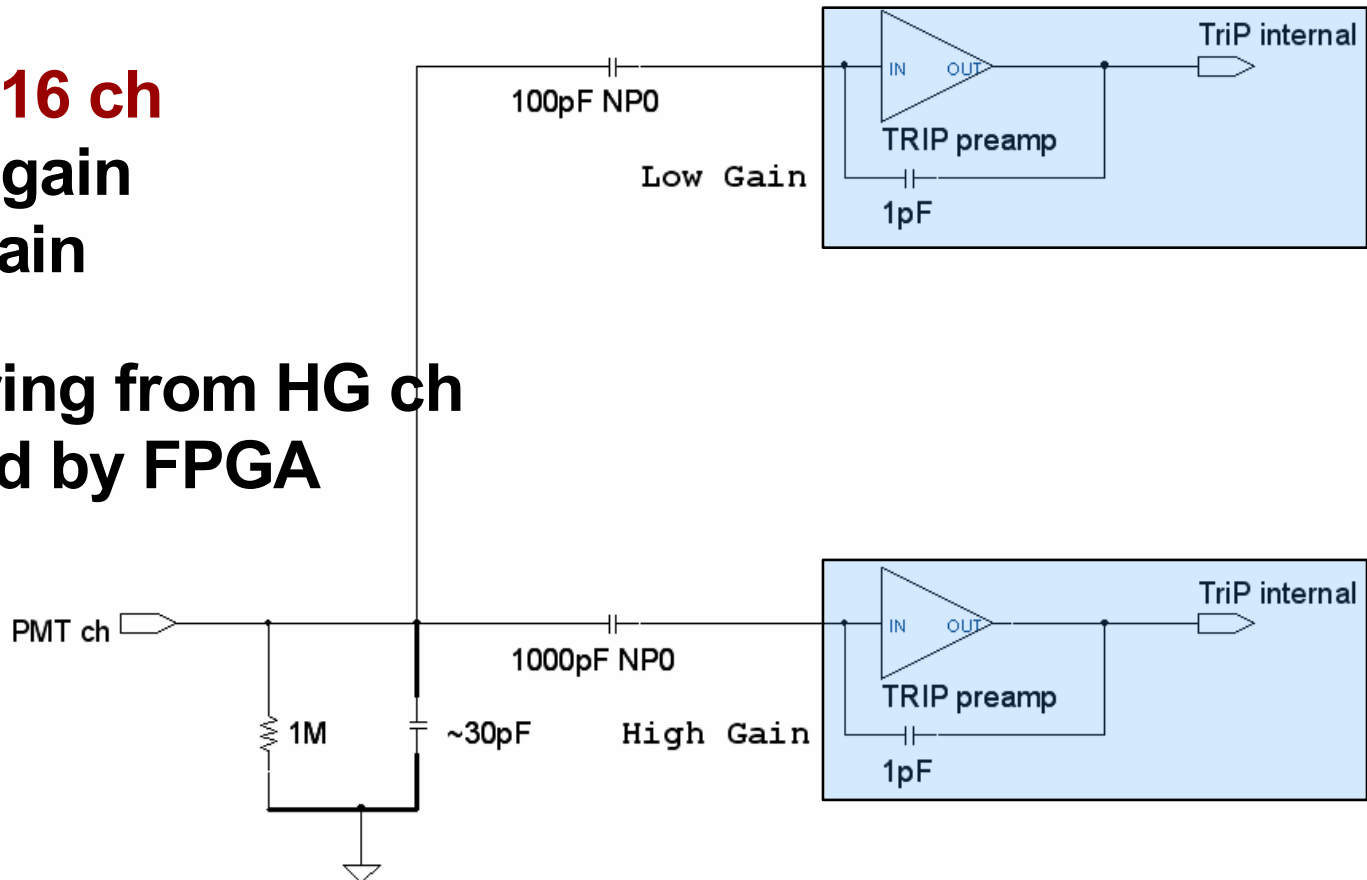 16 ch
gain
ain
ing from HG ch
d by FPGA
TriP internal
IN OUT
100pF NP0
TRIP preamp
Low Gain
1pF
TriP internal
PMT ch
IN OUT
1000pF NP0
TRIP preamp
1M
~30pF
High Gain
1pF